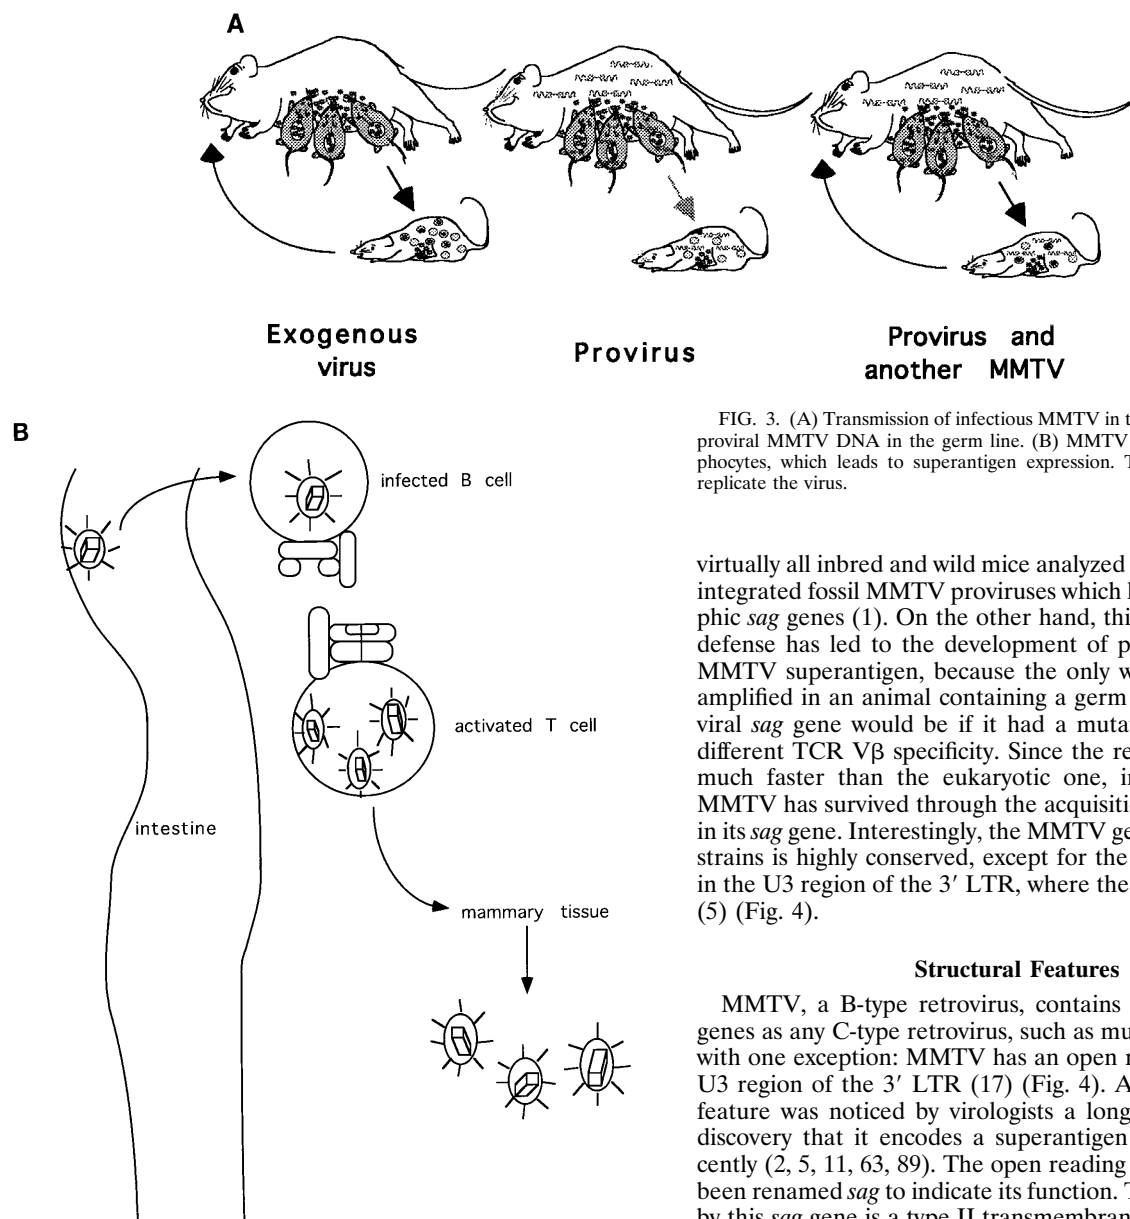 A
Exogenous
virus
Provirus
Provirus and
another MMTV
B
infected B cell
activated T cell
intestine
mammary tissue
FIG. 3. (A) Transmission of infectious MMTV in t
proviral MMTV DNA in the germ line. (B) MMTV
phocytes, which leads to superantigen expression. T
replicate the virus.
virtually all inbred and wild mice analyzed
integrated fossil MMTV proviruses which
phic sag genes (1). On the other hand, thi
defense has led to the development of p
MMTV superantigen, because the only w
amplified in an animal containing a germ
viral sag gene would be if it had a muta
different TCR Vβ specificity. Since the re
much faster than the eukaryotic one, i
MMTV has survived through the acquisiti
in its sag gene. Interestingly, the MMTV ge
strains is highly conserved, except for the
in the U3 region of the 3′ LTR, where the
(5) (Fig. 4).
Structural Features
MMTV, a B-type retrovirus, contains
genes as any C-type retrovirus, such as mu
with one exception: MMTV has an open
U3 region of the 3′ LTR (17) (Fig. 4). A
feature was noticed by virologists a long
discovery that it encodes a superantigen
cently (2, 5, 11, 63, 89). The open reading
been renamed sag to indicate its function. T
by this sag gene is a type II transmembran